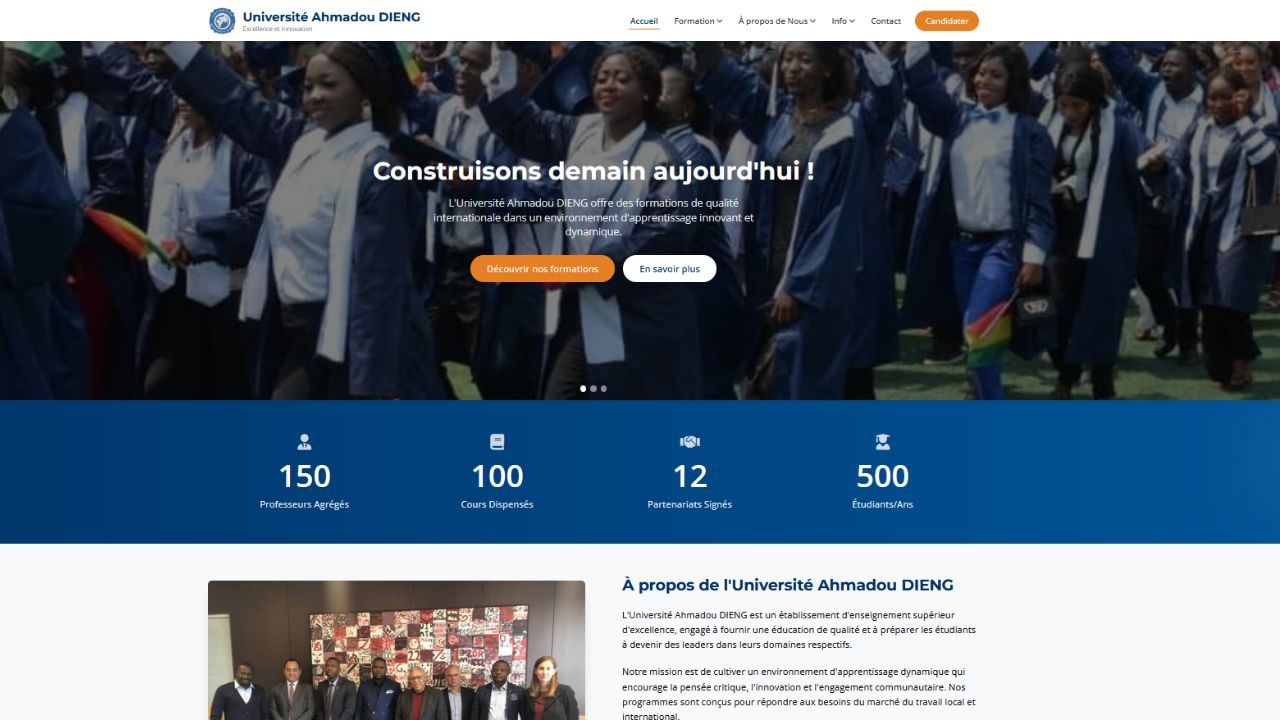 Université Ahmadou DIENG
Excellence et Innovation
Accueil
Formation
À propos de Nous
Info
Contact
Candidater
Construisons demain aujourd'hui !
L'Université Ahmadou DIENG offre des formations de qualité
internationale dans un environnement d'apprentissage innovant et
dynamique.
Découvrir nos formations
En savoir plus
150
Professeurs Agrégés
100
Cours Dispensés
12
Partenariats Signés
500
Étudiants/Ans
À propos de l'Université Ahmadou DIENG
L'Université Ahmadou DIENG est un établissement d'enseignement supérieur
d'excellence, engagé à fournir une éducation de qualité et à préparer les étudiants
à devenir des leaders dans leurs domaines respectifs.
Notre mission est de cultiver un environnement d'apprentissage dynamique qui
encourage la pensée critique, l'innovation et l'engagement communautaire. Nos
programmes sont conçus pour répondre aux besoins du marché du travail local et
international.